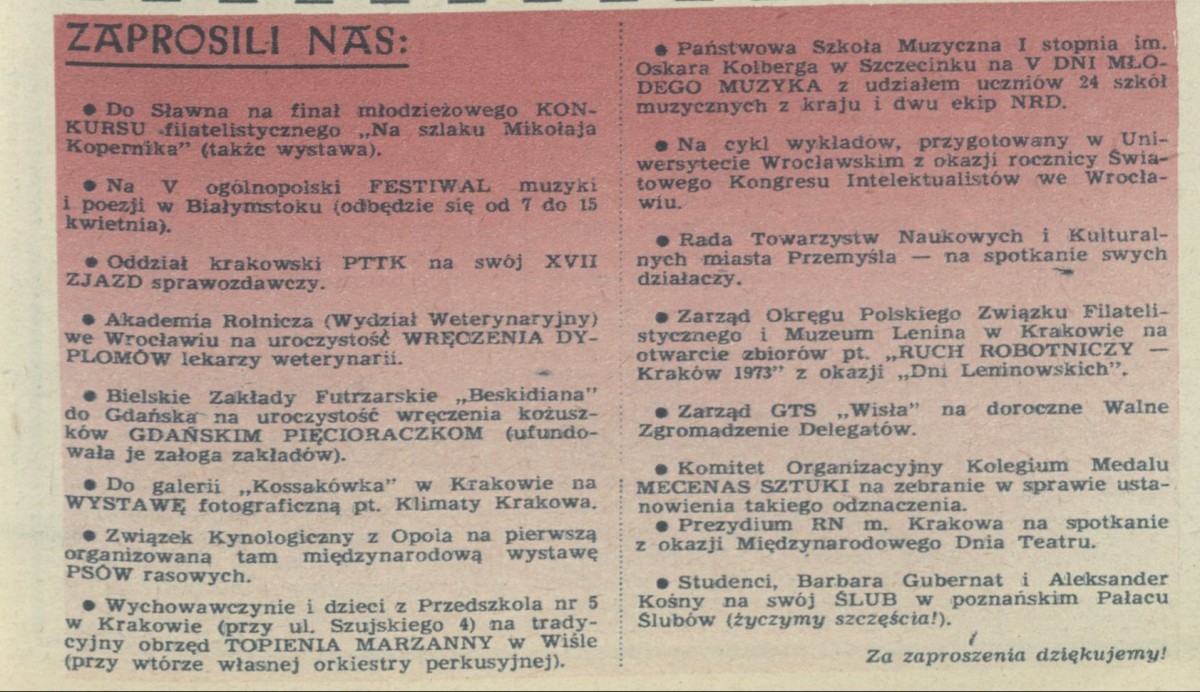 ZAPROSILI NAS:
● Do Sławna na finał młodzieżowego KON-
KURSU filatelistycznego „Na szlaku Mikołaja
Kopernika” (także wystawa).
● Na V ogólnopolski FESTIWAL muzyki
i poezji w Białymstoku (odbędzie się od 7 do 15
kwietnia).
● Oddział krakowski PTTK na swój XVII
ZJAZD sprawozdawczy.
● Akademia Rolnicza (Wydział Weterynaryjny)
we Wrocławiu na uroczystość WRĘCZENIA DY-
PLOMÓW lekarzy weterynarii.
● Bielskie Zakłady Futrzarskie „Beskidiana”
do Gdańska na uroczystość wręczenia kożusz-
ków GDAŃSKIM PIĘCIORACZKOM (ufundo-
wała je załoga zakładów).
● Do galerii „Kossakówka” w Krakowie na
WYSTAWĘ fotograficzną pt. Klimaty Krakowa.
● Związek Kynologiczny z Opola na pierwszą
organizowaną tam międzynarodową wystawę
PSÓW rasowych.
● Wychowawczynie i dzieci z Przedszkola nr 5
w Krakowie (przy ul. Szujskiego 4) na trady-
cyjny obrzęd TOPIENIA MARZANNY w Wiśle
(przy wtórze własnej orkiestry perkusyjnej).
● Państwowa Szkoła Muzyczna I stopnia im.
Oskara Kolberga w Szczecinku na V DNI MŁO-
DEGO MUZYKA z udziałem uczniów 24 szkół
muzycznych z kraju i dwu ekip NRD.
● Na cykl wykładów, przygotowany w Uni-
wersytecie Wrocławskim z okazji rocznicy Świa-
towego Kongresu Intelektualistów we Wrocła-
wiu.
● Rada Towarzystw Naukowych i Kultural-
nych miasta Przemyśla — na spotkanie swych
działaczy.
● Zarząd Okręgu Polskiego Związku Filateli-
stycznego i Muzeum Lenina w Krakowie na
otwarcie zbiorów pt. „RUCH ROBOTNICZY —
Kraków 1973” z okazji „Dni Leninowskich”.
● Zarząd GTS „Wisła” na doroczne Walne
Zgromadzenie Delegatów.
● Komitet Organizacyjny Kolegium Medalu
MECENAS SZTUKI na zebranie w sprawie usta-
nowienia takiego odznaczenia.
● Prezydium RN m. Krakowa na spotkanie
z okazji Międzynarodowego Dnia Teatru.
● Studenci, Barbara Gubernat i Aleksander
Kośny na swój ŚLUB w poznańskim Pałacu
Ślubów (życzymy szczęścia!).
Za zaproszenia dziękujemy!